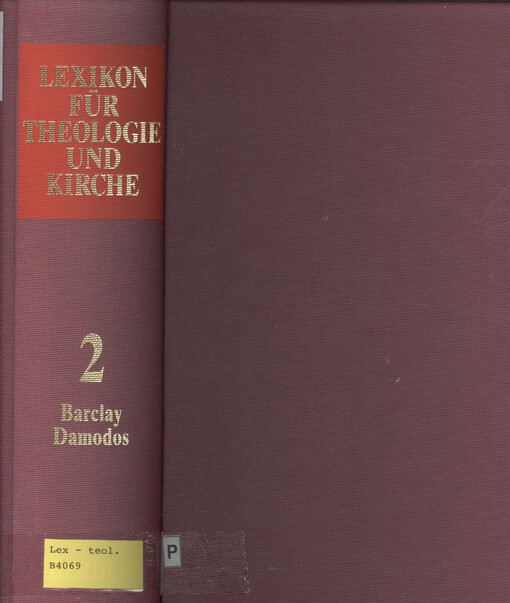 LEXIKON
FÜR
THEOLOGIE
UND
KIRCHE
2
Barclay
Damodos
Lex - teol.
B4069
P